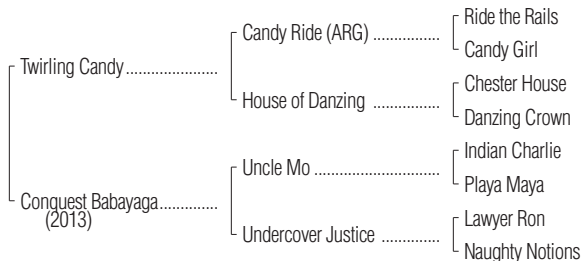 Ride the Rails
Candy Ride (ARG) ................
Candy Girl
Twirling Candy ......................
Chester House
House of Danzing ................
Danzing Crown
Indian Charlie
Uncle Mo ..............................
Playa Maya
Conquest Babayaga..............
(2013)
Lawyer Ron
Undercover Justice ..............
Naughty Notions